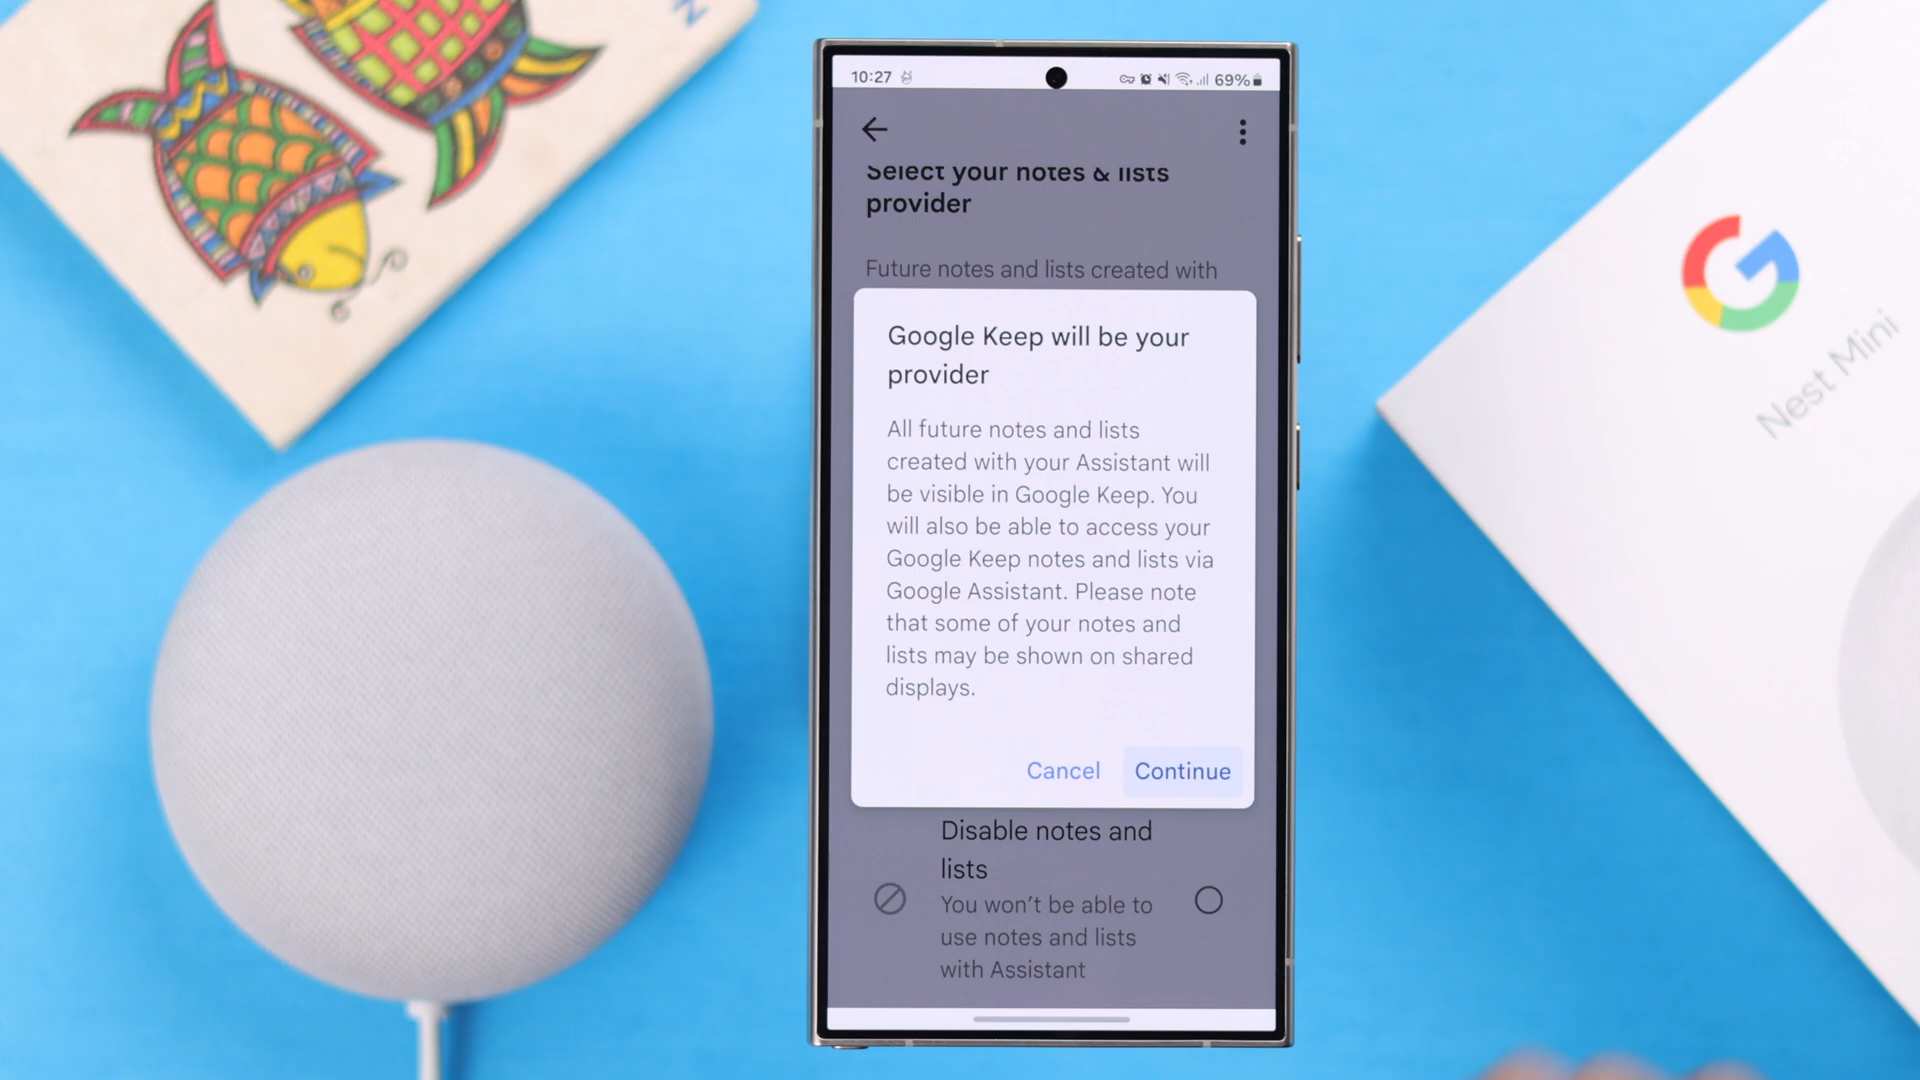 10:27
69%
Select your notes & lists
provider
Future notes and lists created with
Google Keep will be your
provider
All future notes and lists
created with your Assistant will
be visible in Google Keep. You
will also be able to access your
Google Keep notes and lists via
Google Assistant. Please note
that some of your notes and
lists may be shown on shared
displays.
Cancel
Continue
Disable notes and
lists
You won’t be able to
use notes and lists
with Assistant
G
Nest Mini